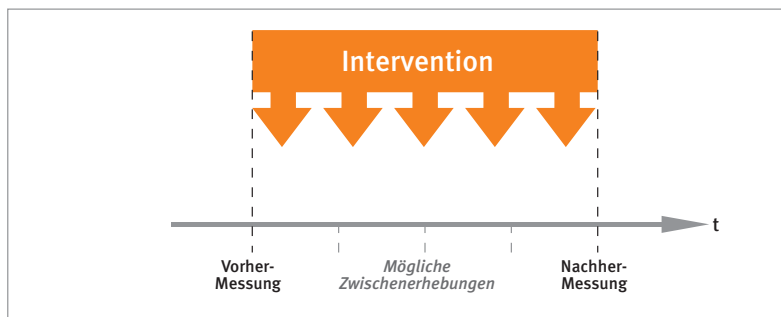 Intervention
t
Vorher-
Messung
Mögliche
Zwischenerhebungen
Nachher-
Messung